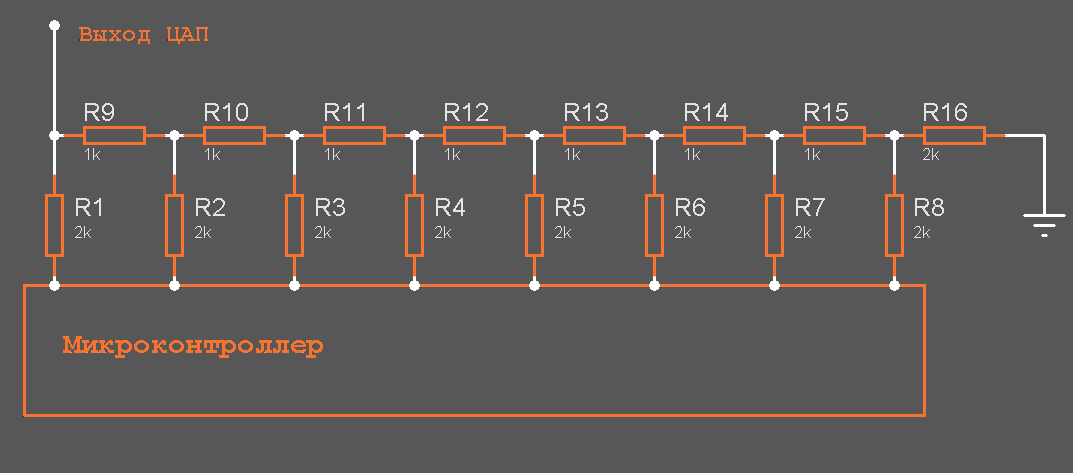 Выход ЦАП
R9 R10 R11 R12 R13 R14 R15 R16
1k 1k 1k 1k 1k 1k 1k 2k
R1 R2 R3 R4 R5 R6 R7 R8
2k 2k 2k 2k 2k 2k 2k 2k
Микроконтроллер